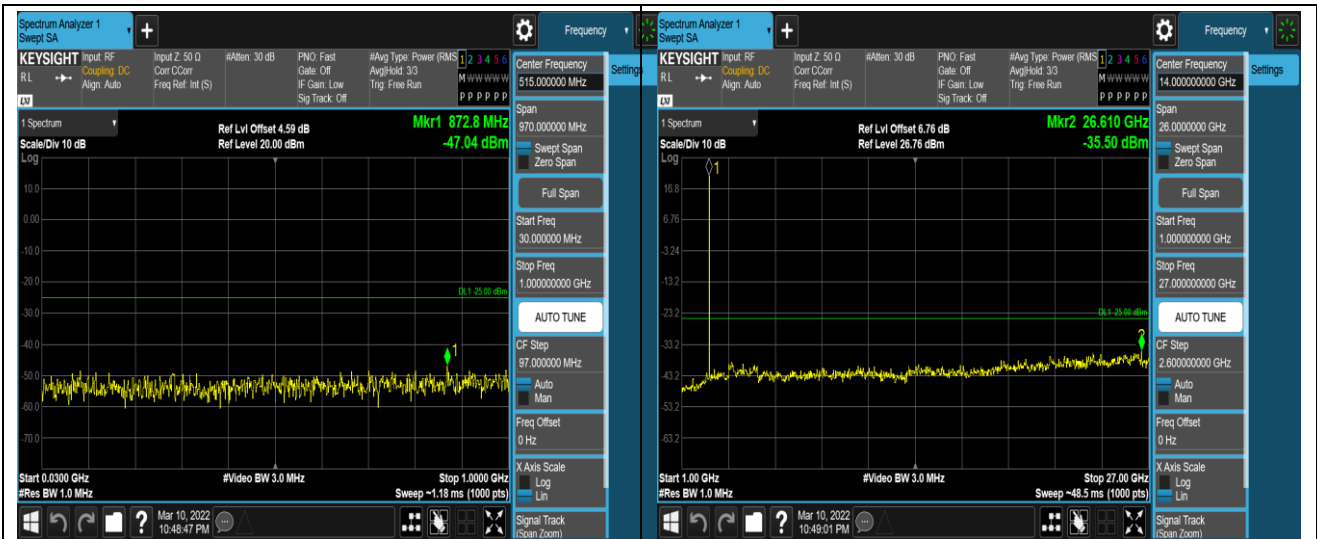 Spectrum Analyzer 1
Swept SA
+
Frequency
KEYSIGHT
RL
LXI
Input: RF
Coupling: DC
Align: Auto
Input Z: 50 Ω
Corr CCorr
Freq Ref: Int (S)
#Atten: 30 dB
PNO: Fast
Gate: Off
IF Gain: Low
Sig Track: Off
#Avg Type: Power (RMS
Avg|Hold: 3/3
Trig: Free Run
1 2 3 4 5 6
M W W W W W
P P P P P P
Center Frequency
515.000000 MHz
Settings
Span
970.000000 MHz
Swept Span
Zero Span
Full Span
Start Freq
30.000000 MHz
Stop Freq
1.000000000 GHz
AUTO TUNE
CF Step
97.000000 MHz
Auto
Man
Freq Offset
0 Hz
X Axis Scale
Log
Lin
Signal Track
(Span Zoom)
1 Spectrum
Scale/Div 10 dB
Log
Ref Lvl Offset 4.59 dB
Ref Level 20.00 dBm
Mkr1 872.8 MHz
-47.04 dBm
10.0
0.00
-10.0
-20.0
DL1 -25.00 dBm
-30.0
-40.0
1
-50.0
-60.0
-70.0
Start 0.0300 GHz
#Res BW 1.0 MHz
#Video BW 3.0 MHz
Stop 1.0000 GHz
Sweep ~1.18 ms (1000 pts)
?
Mar 10, 2022
10:48:47 PM
Spectrum Analyzer 1
Swept SA
+
Frequency
KEYSIGHT
RL
LXI
Input: RF
Coupling: DC
Align: Auto
Input Z: 50 Ω
Corr CCorr
Freq Ref: Int (S)
#Atten: 30 dB
PNO: Fast
Gate: Off
IF Gain: Low
Sig Track: Off
#Avg Type: Power (RMS
Avg|Hold: 3/3
Trig: Free Run
1 2 3 4 5 6
M W W W W W
P P P P P P
Center Frequency
14.000000000 GHz
Settings
Span
26.0000000 GHz
Swept Span
Zero Span
Full Span
Start Freq
1.000000000 GHz
Stop Freq
27.000000000 GHz
AUTO TUNE
CF Step
2.600000000 GHz
Auto
Man
Freq Offset
0 Hz
X Axis Scale
Log
Lin
Signal Track
(Span Zoom)
1 Spectrum
Scale/Div 10 dB
Log
Ref Lvl Offset 6.76 dB
Ref Level 26.76 dBm
Mkr2 26.610 GHz
-35.50 dBm
1
16.8
6.76
-3.24
-13.2
-23.2
DL1 -25.00 dBm
2
-33.2
-43.2
-53.2
-63.2
Start 1.00 GHz
#Res BW 1.0 MHz
#Video BW 3.0 MHz
Stop 27.00 GHz
Sweep ~48.5 ms (1000 pts)
?
Mar 10, 2022
10:49:01 PM